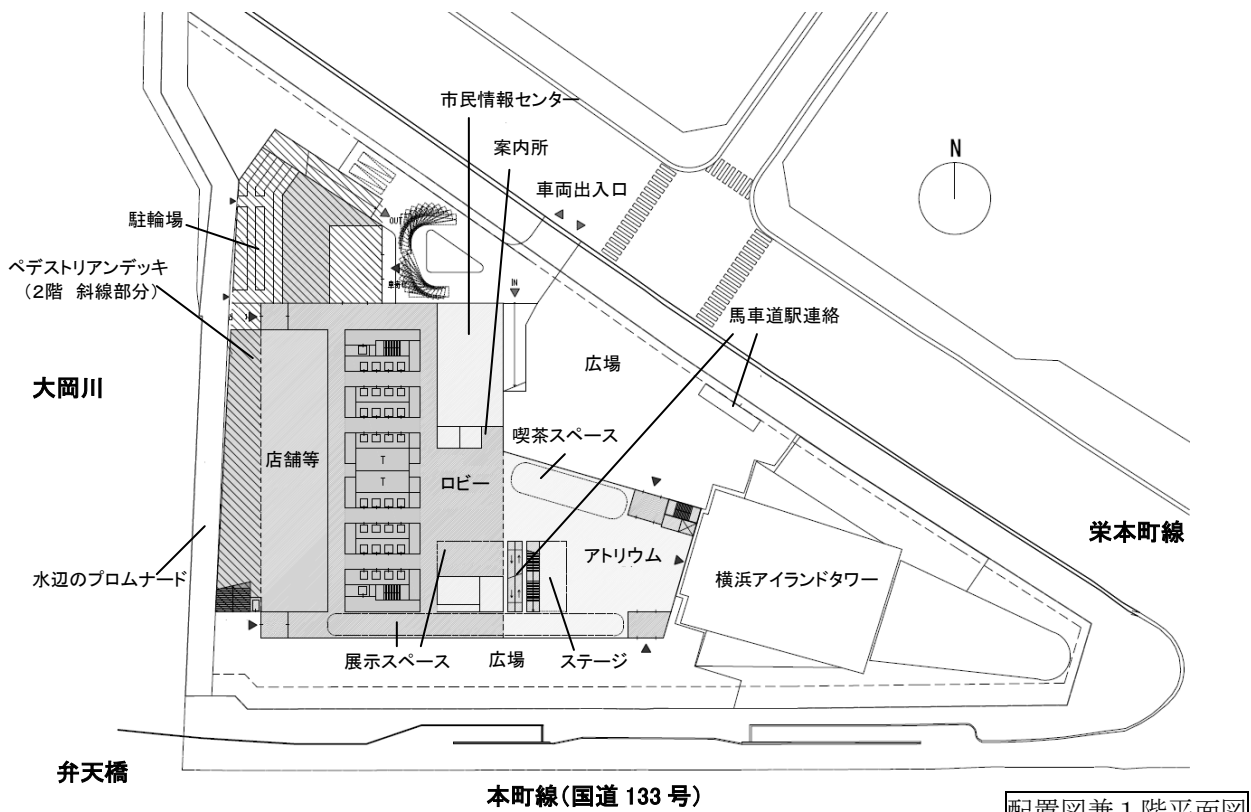 市民情報センター
案内所
N
車両出入口
駐輪場
OUT
ペデストリアンデッキ
（２階 斜線部分）
IN
馬車道駅連絡
広場
大岡川
喫茶スペース
店舗等
T
T
ロビー
栄本町線
アトリウム
水辺のプロムナード
横浜アイランドタワー
展示スペース
広場
ステージ
弁天橋
本町線（国道 133 号）
配置図兼１階平面図